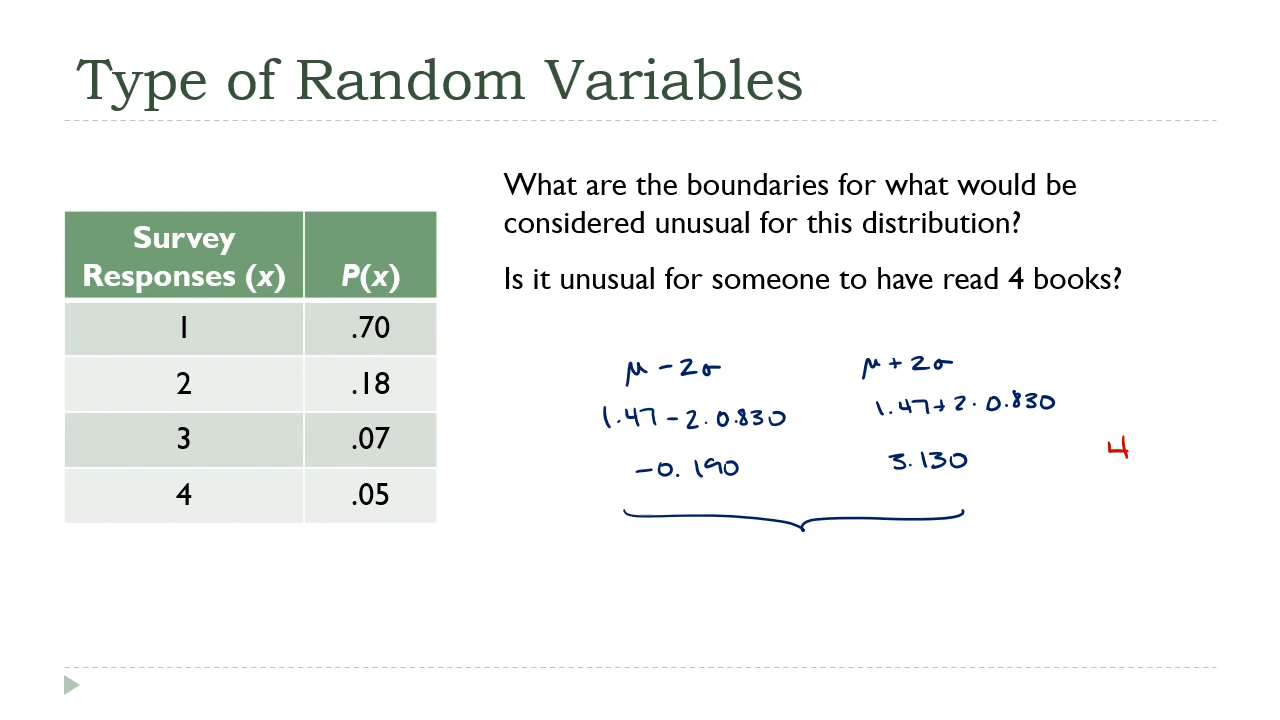 Type of Random Variables
What are the boundaries for what would be
considered unusual for this distribution?
Is it unusual for someone to have read 4 books?
Survey
Responses (x) P(x)
1 .70
2 .18
3 .07
4 .05
μ - 2σ μ + 2σ
1.47 - 2 · 0.830 1.47 + 2 · 0.830
-0.190 3.130 4